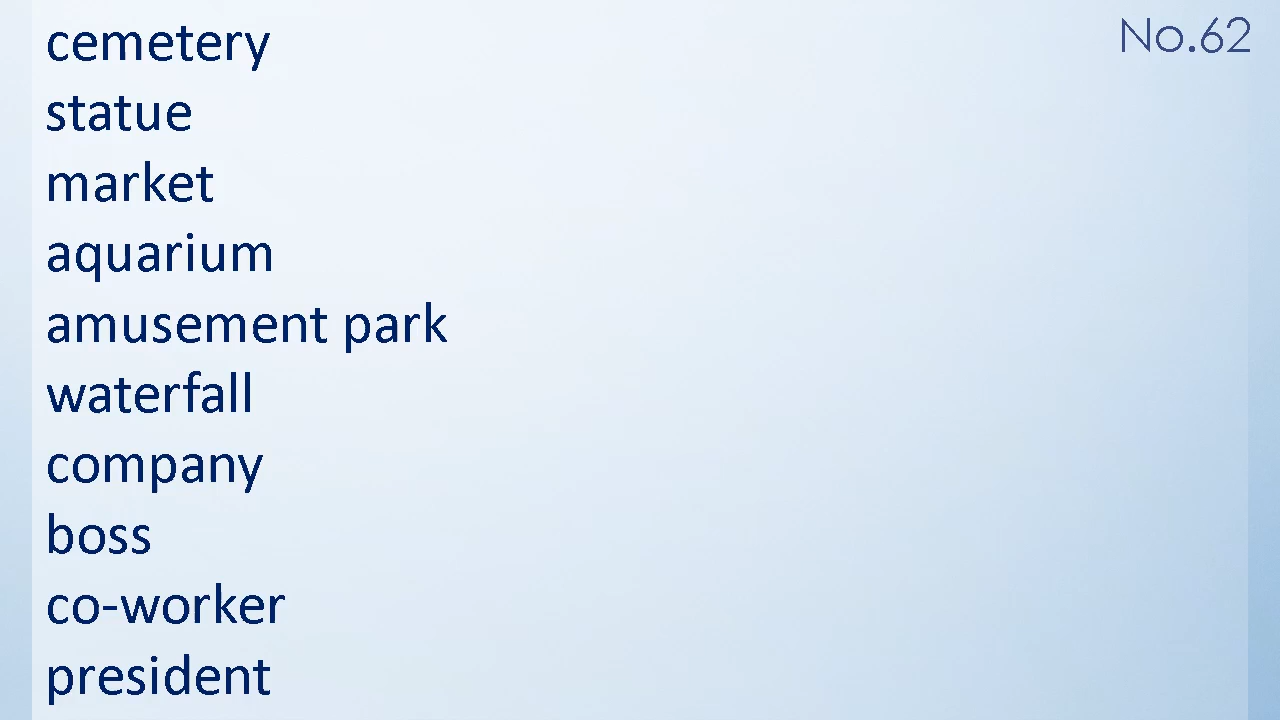 cemetery
No.62
statue
market
aquarium
amusement park
waterfall
company
boss
co-worker
president